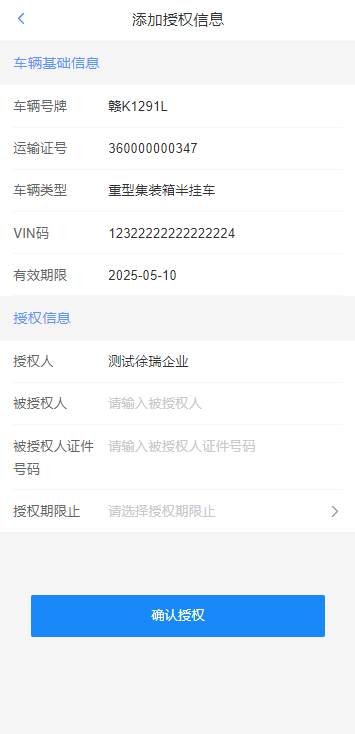 添加授权信息
车辆基础信息
车辆号牌 赣K1291L
运输证号 360000000347
车辆类型 重型集装箱半挂车
VIN码 12322222222222224
有效期限 2025-05-10
授权信息
授权人 测试徐瑞企业
被授权人 请输入被授权人
被授权人证件 请输入被授权人证件号码
号码
授权期限止 请选择授权期限止
确认授权